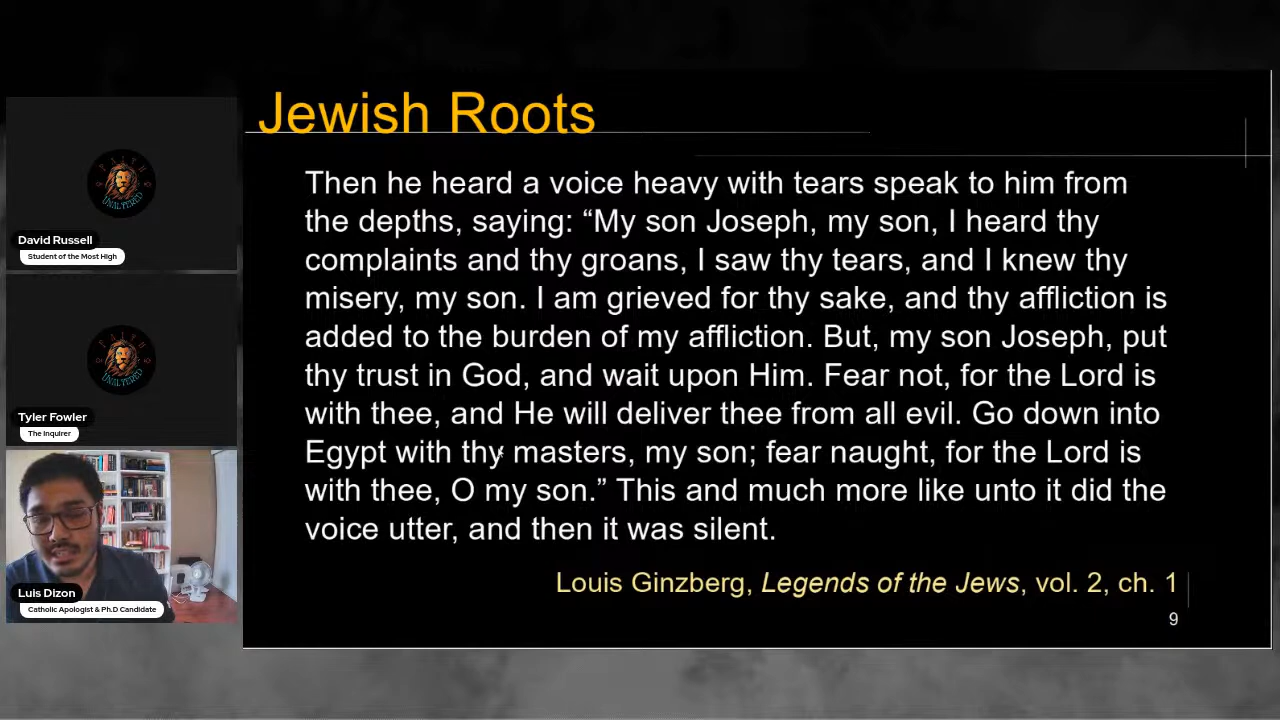 Jewish Roots
Then he heard a voice heavy with tears speak to him from
the depths, saying: “My son Joseph, my son, I heard thy
complaints and thy groans, I saw thy tears, and I knew thy
misery, my son. I am grieved for thy sake, and thy affliction is
added to the burden of my affliction. But, my son Joseph, put
thy trust in God, and wait upon Him. Fear not, for the Lord is
with thee, and He will deliver thee from all evil. Go down into
Egypt with thy masters, my son; fear naught, for the Lord is
with thee, O my son.” This and much more like unto it did the
voice utter, and then it was silent.
Louis Ginzberg, Legends of the Jews, vol. 2, ch. 1
9
FAITH
UNALTERED
David Russell
Student of the Most High
FAITH
UNALTERED
Tyler Fowler
The Inquirer
Luis Dizon
Catholic Apologist & Ph.D Candidate